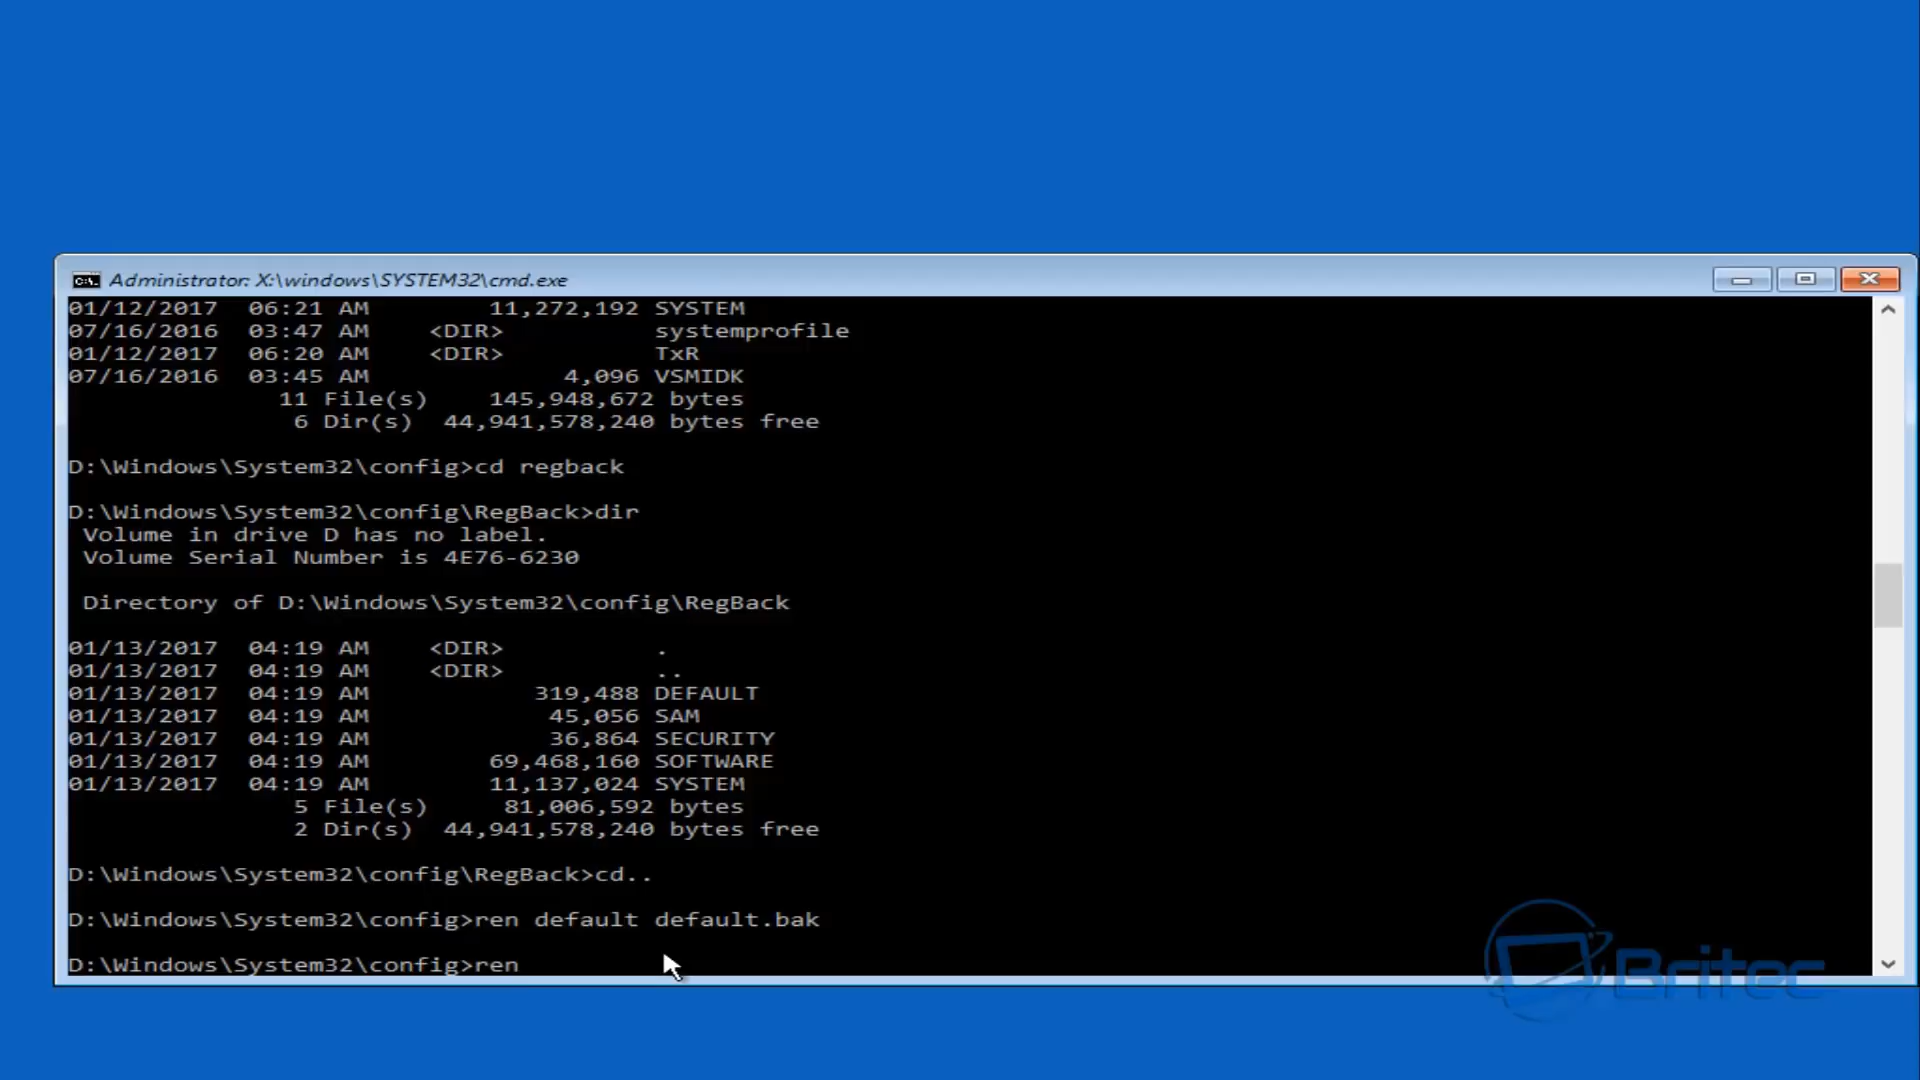 Administrator: X:\windows\SYSTEM32\cmd.exe
01/12/2017  06:21 AM        11,272,192 SYSTEM
07/16/2016  03:47 AM    <DIR>          systemprofile
01/12/2017  06:20 AM    <DIR>          TxR
07/16/2016  03:45 AM             4,096 VSMIDK
11 File(s)    145,948,672 bytes
6 Dir(s)  44,941,578,240 bytes free
D:\Windows\System32\config>cd regback
D:\Windows\System32\config\RegBack>dir
Volume in drive D has no label.
Volume Serial Number is 4E76-6230
Directory of D:\Windows\System32\config\RegBack
01/13/2017  04:19 AM    <DIR>          .
01/13/2017  04:19 AM    <DIR>          ..
01/13/2017  04:19 AM           319,488 DEFAULT
01/13/2017  04:19 AM            45,056 SAM
01/13/2017  04:19 AM            36,864 SECURITY
01/13/2017  04:19 AM        69,468,160 SOFTWARE
01/13/2017  04:19 AM        11,137,024 SYSTEM
5 File(s)     81,006,592 bytes
2 Dir(s)  44,941,578,240 bytes free
D:\Windows\System32\config\RegBack>cd..
D:\Windows\System32\config>ren default default.bak
D:\Windows\System32\config>ren
Britec